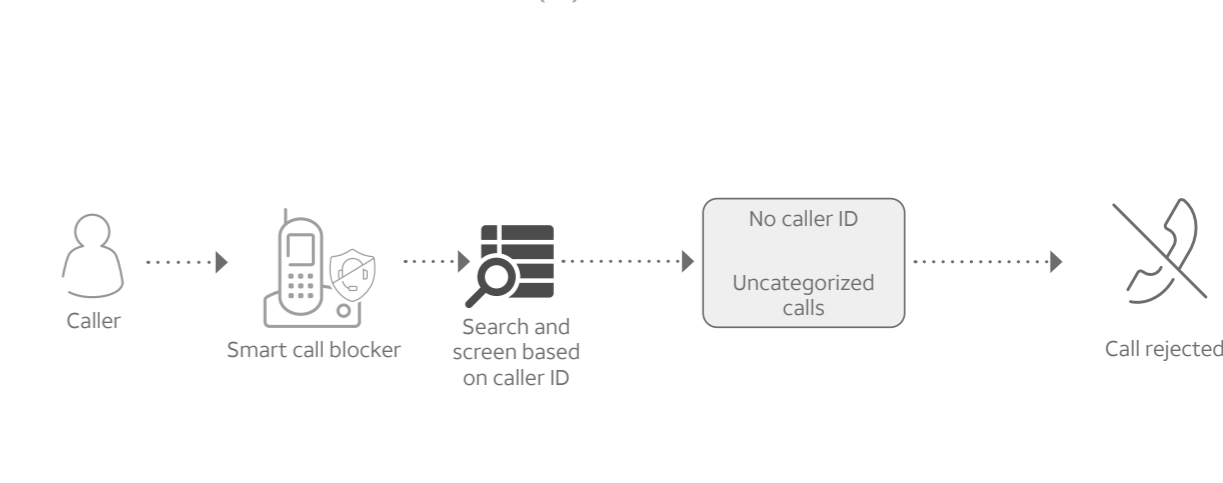 Caller
Smart call blocker
Search and
screen based
on caller ID
No caller ID
Uncategorized
calls
Call rejected